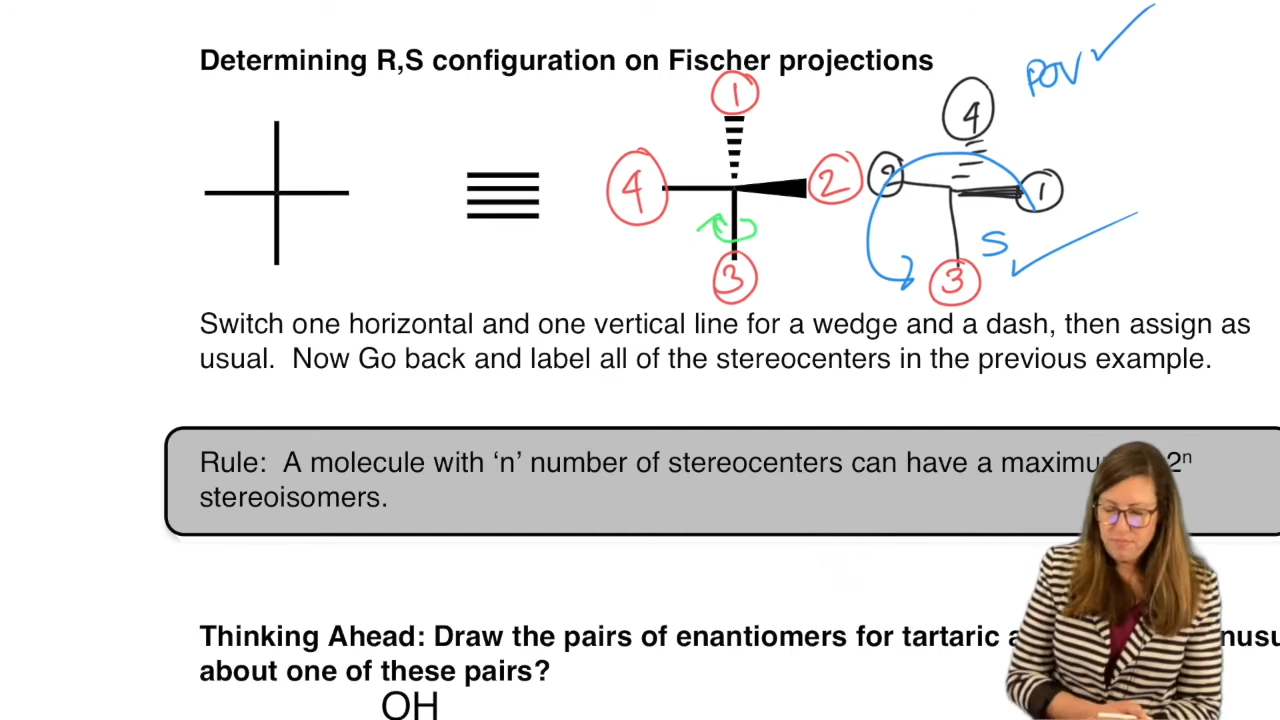 Determining R,S configuration on Fischer projections
POV
1
4
4
2
2
1
S
3
3
Switch one horizontal and one vertical line for a wedge and a dash, then assign as
usual. Now Go back and label all of the stereocenters in the previous example.
Rule: A molecule with ‘n’ number of stereocenters can have a 2ⁿ
stereoisomers.
Thinking Ahead: Draw the pairs of enantiomers for tartaric
about one of these pairs?
OH